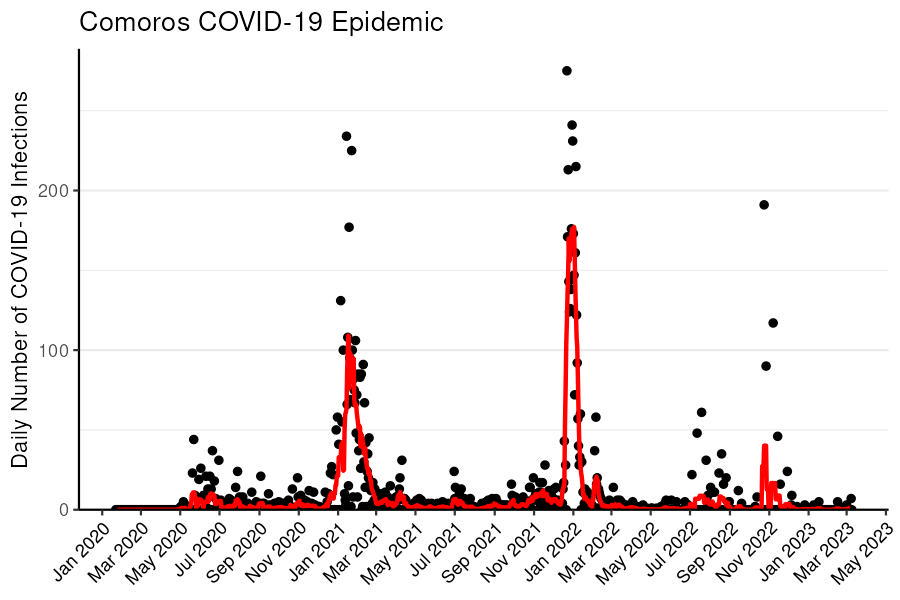 Comoros COVID-19 Epidemic
Daily Number of COVID-19 Infections
200
100
0
Jan 2020
Mar 2020
May 2020
Jul 2020
Sep 2020
Nov 2020
Jan 2021
Mar 2021
May 2021
Jul 2021
Sep 2021
Nov 2021
Jan 2022
Mar 2022
May 2022
Jul 2022
Sep 2022
Nov 2022
Jan 2023
Mar 2023
May 2023